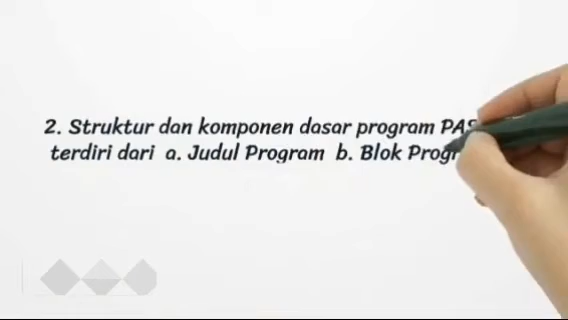 2. Struktur dan komponen dasar program
terdiri dari a. Judul Program b. Blok